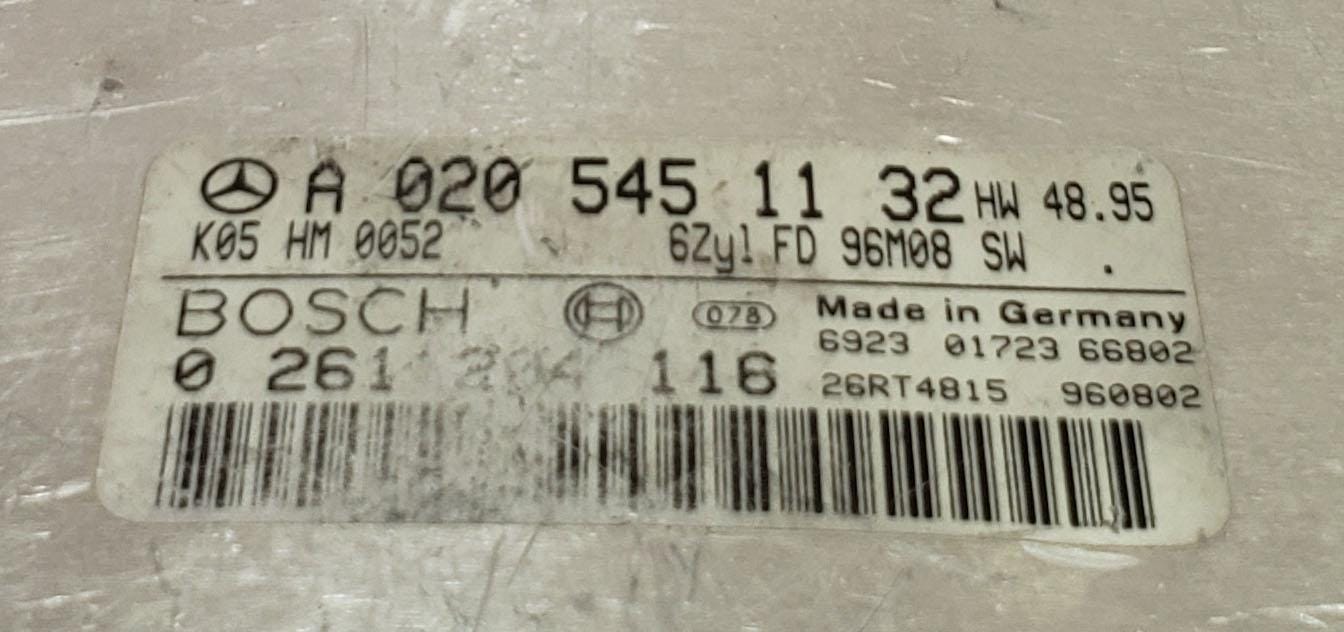 A 020 545 11 32 HW 48.95
K05 HM 0052 6Zyl FD 96M08 SW .
BOSCH 078 Made in Germany
6923 01723 66802
0 261 204 116 26RT4815 960802